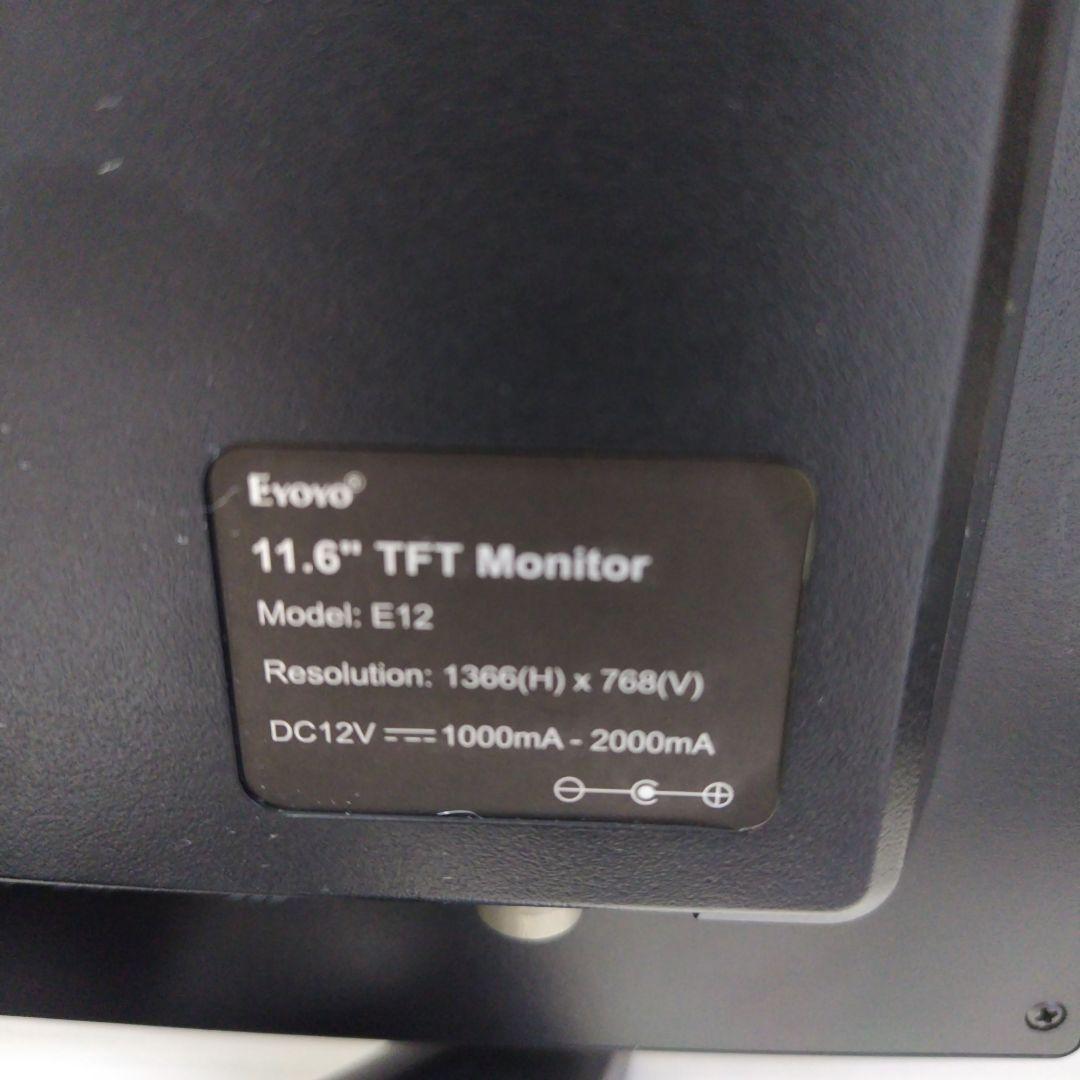 EYOYO®
11.6" TFT Monitor
Model: E12
Resolution: 1366(H) x 768(V)
DC12V ⎓ 1000mA - 2000mA